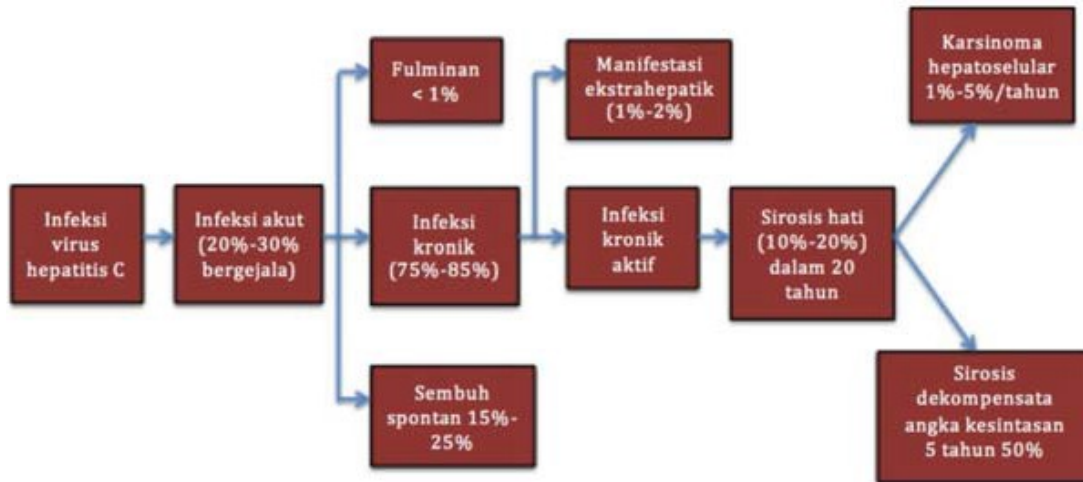 Infeksi
virus
hepatitis C
Infeksi akut
(20%-30%
bergejala)
Fulminan
< 1%
Infeksi
kronik
(75%-85%)
Sembuh
spontan 15%-
25%
Manifestasi
ekstrahepatik
(1%-2%)
Infeksi
kronik
aktif
Sirosis hati
(10%-20%)
dalam 20
tahun
Karsinoma
hepatoselular
1%-5%/tahun
Sirosis
dekompensata
angka kesintasan
5 tahun 50%